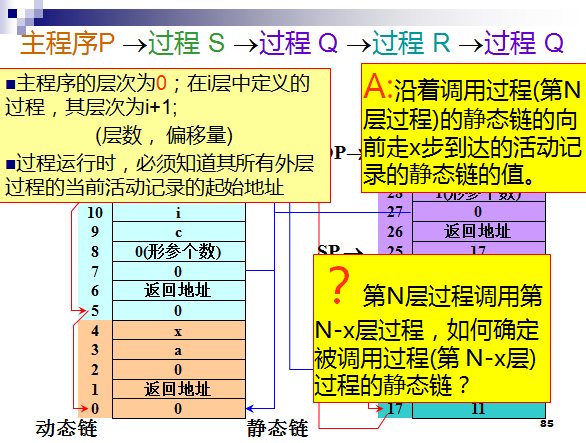 主程序P →过程 S →过程 Q →过程 R →过程 Q
■主程序的层次为0；在i层中定义的
过程，其层次为i+1;
(层数，偏移量)
■过程运行时，必须知道其所有外层
过程的当前活动记录的起始地址
A:沿着调用过程(第N
层过程)的静态链的向
前走x步到达的活动记
录的静态链的值。
10 i
9 c
8 0(形参个数)
7 0
6 返回地址
5 0
4 x
3 a
2 0
1 返回地址
0 0
动态链
静态链
P→
28 1(形参个数)
27 0
26 返回地址
SP→
25 17
？ 第N层过程调用第
N-x层过程，如何确定
被调用过程(第 N-x层)
过程的静态链？
17 11
85